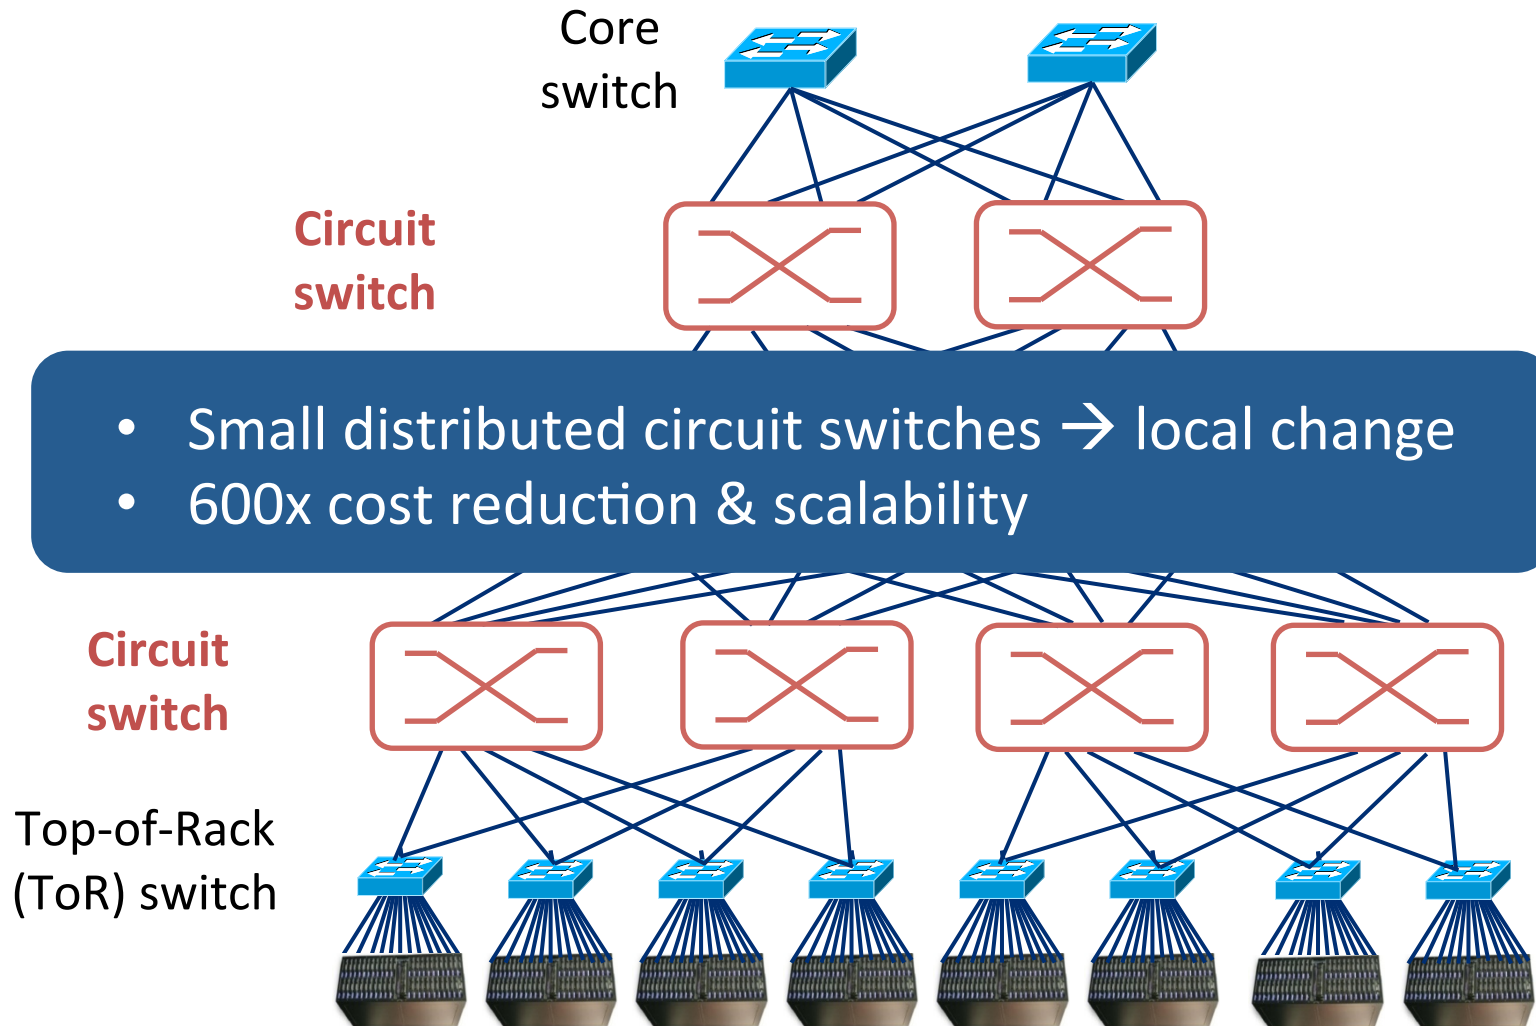 Core
switch
Circuit
switch
• Small distributed circuit switches → local change
• 600x cost reduction & scalability
Circuit
switch
Top-of-Rack
(ToR) switch